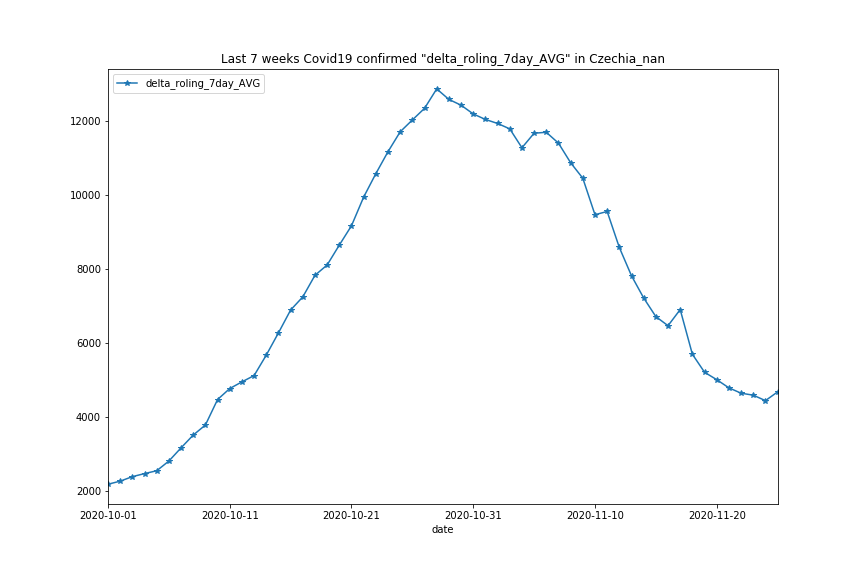 Last 7 weeks Covid19 confirmed "delta_roling_7day_AVG" in Czechia_nan
delta_roling_7day_AVG
12000
10000
8000
6000
4000
2000
2020-10-01 2020-10-11 2020-10-21 2020-10-31 2020-11-10 2020-11-20
date